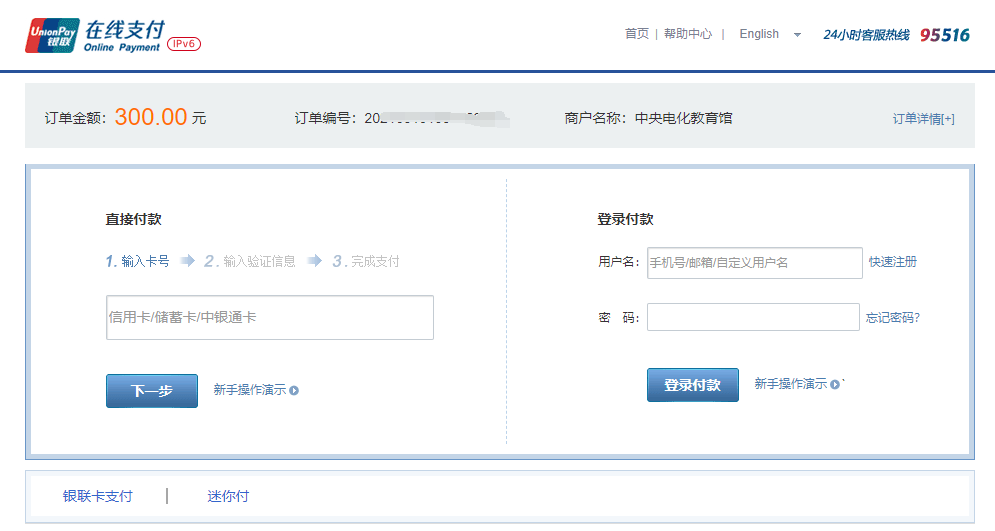 UnionPay 银联 在线支付 Online Payment IPv6
首页 | 帮助中心 | English 24小时客服热线 95516
订单金额: 300.00 元 订单编号: 商户名称: 中央电化教育馆 订单详情[+]
直接付款
1. 输入卡号 2. 输入验证信息 3. 完成支付
信用卡/储蓄卡/中银通卡
下一步 新手操作演示
登录付款
用户名: 手机号/邮箱/自定义用户名 快速注册
密 码: 忘记密码?
登录付款 新手操作演示 `
银联卡支付 | 迷你付